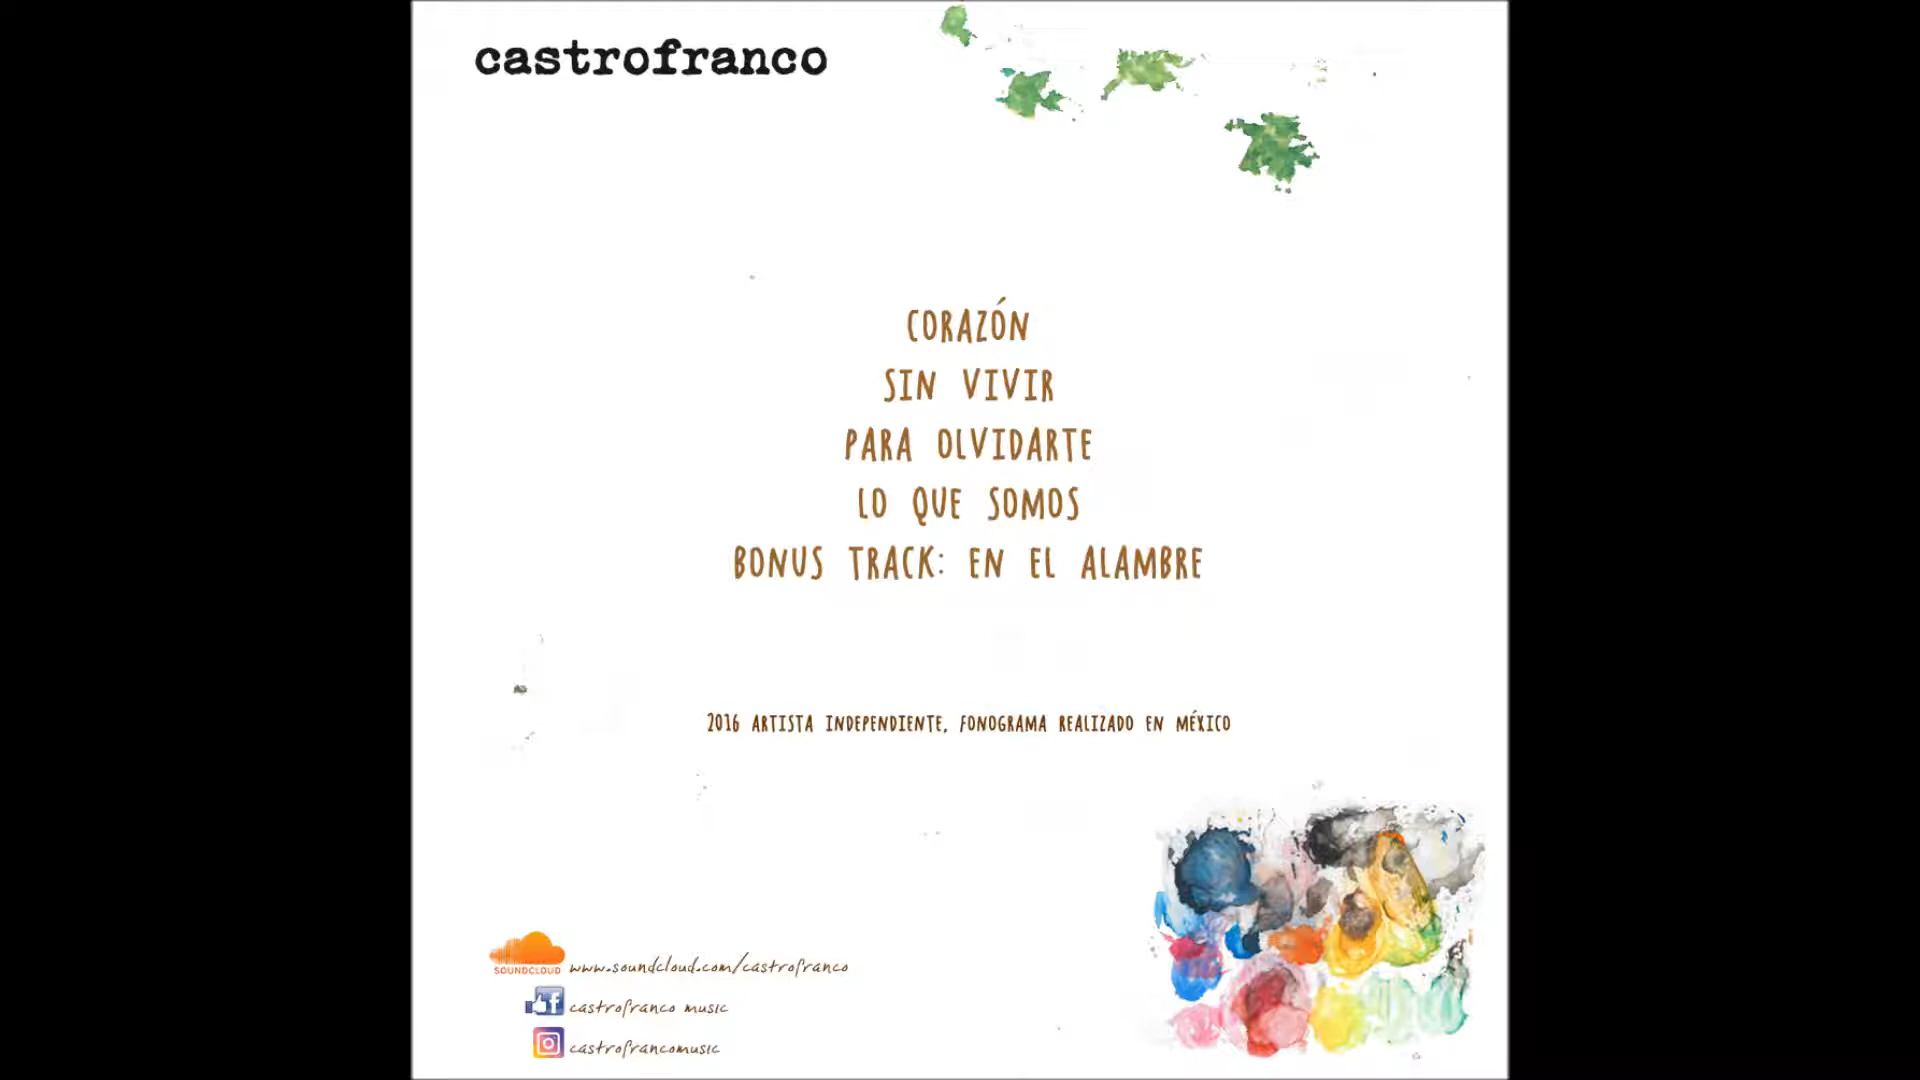 castrofranco
CORAZÓN
SIN VIVIR
PARA OLVIDARTE
LO QUE SOMOS
BONUS TRACK: EN EL ALAMBRE
2016 ARTISTA INDEPENDIENTE, FONOGRAMA REALIZADO EN MÉXICO
SOUNDCLOUD www.soundcloud.com/castrofranco
f castrofranco music
castrofrancomusic